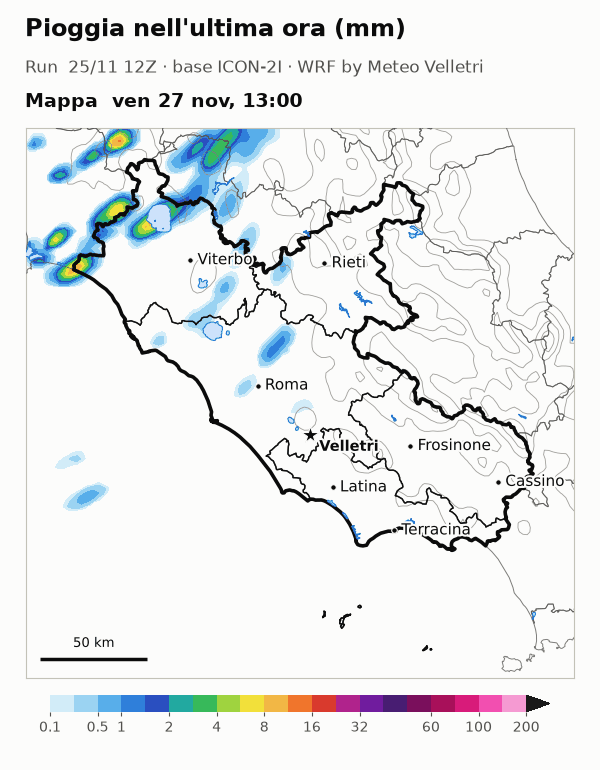 Pioggia nell'ultima ora (mm)
Run  25/11 12Z · base ICON-2I · WRF by Meteo Velletri
Mappa  ven 27 nov, 13:00
Viterbo
Rieti
Roma
Velletri
Frosinone
Latina
Cassino
Terracina
50 km
0.1 0.5 1 2 4 8 16 32 60 100 200